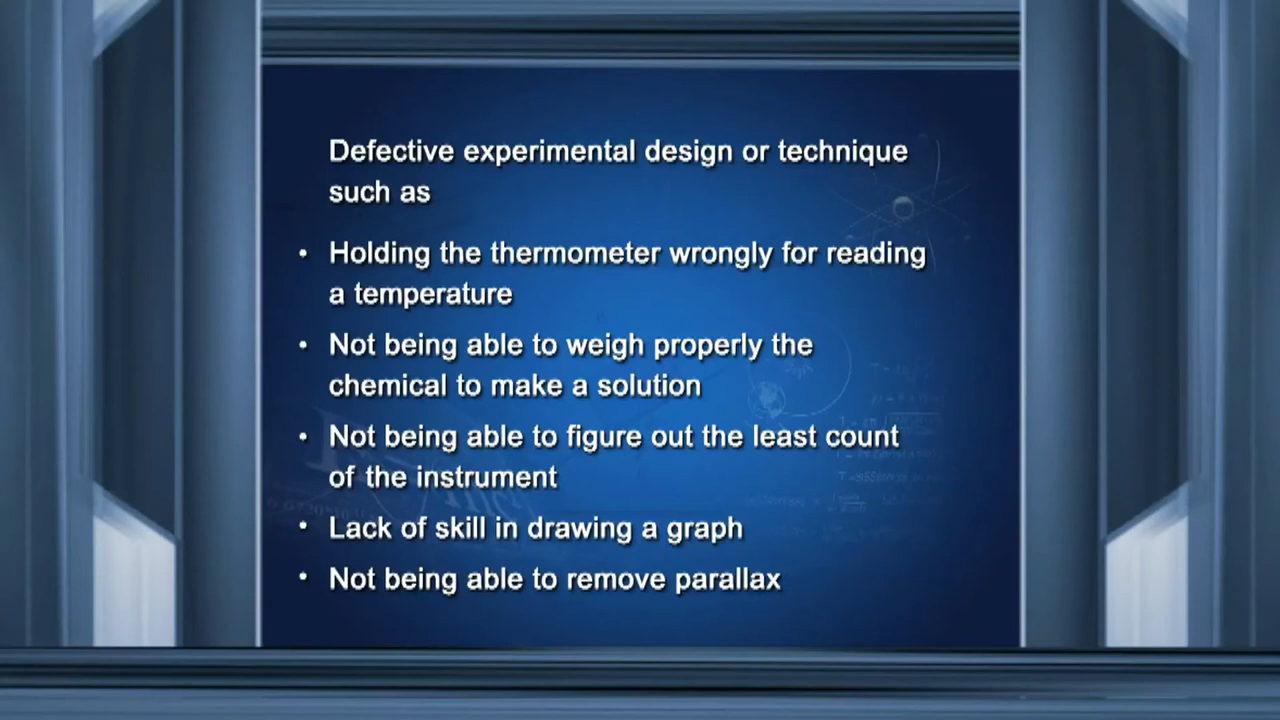 Defective experimental design or technique
such as
• Holding the thermometer wrongly for reading
a temperature
• Not being able to weigh properly the
chemical to make a solution
• Not being able to figure out the least count
of the instrument
• Lack of skill in drawing a graph
• Not being able to remove parallax